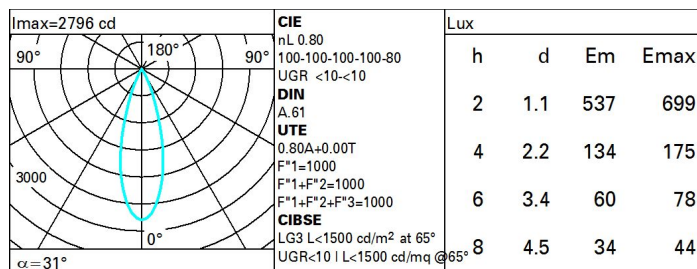 Imax=2796 cd
90°
180°
90°
3000
0°
α=31°
CIE
nL 0.80
100-100-100-100-80
UGR <10-<10
DIN
A.61
UTE
0.80A+0.00T
F"1=1000
F"1+F"2=1000
F"1+F"2+F"3=1000
CIBSE
LG3 L<1500 cd/m² at 65°
UGR<10 | L<1500 cd/mq @65°
Lux
h d Em Emax
2 1.1 537 699
4 2.2 134 175
6 3.4 60 78
8 4.5 34 44